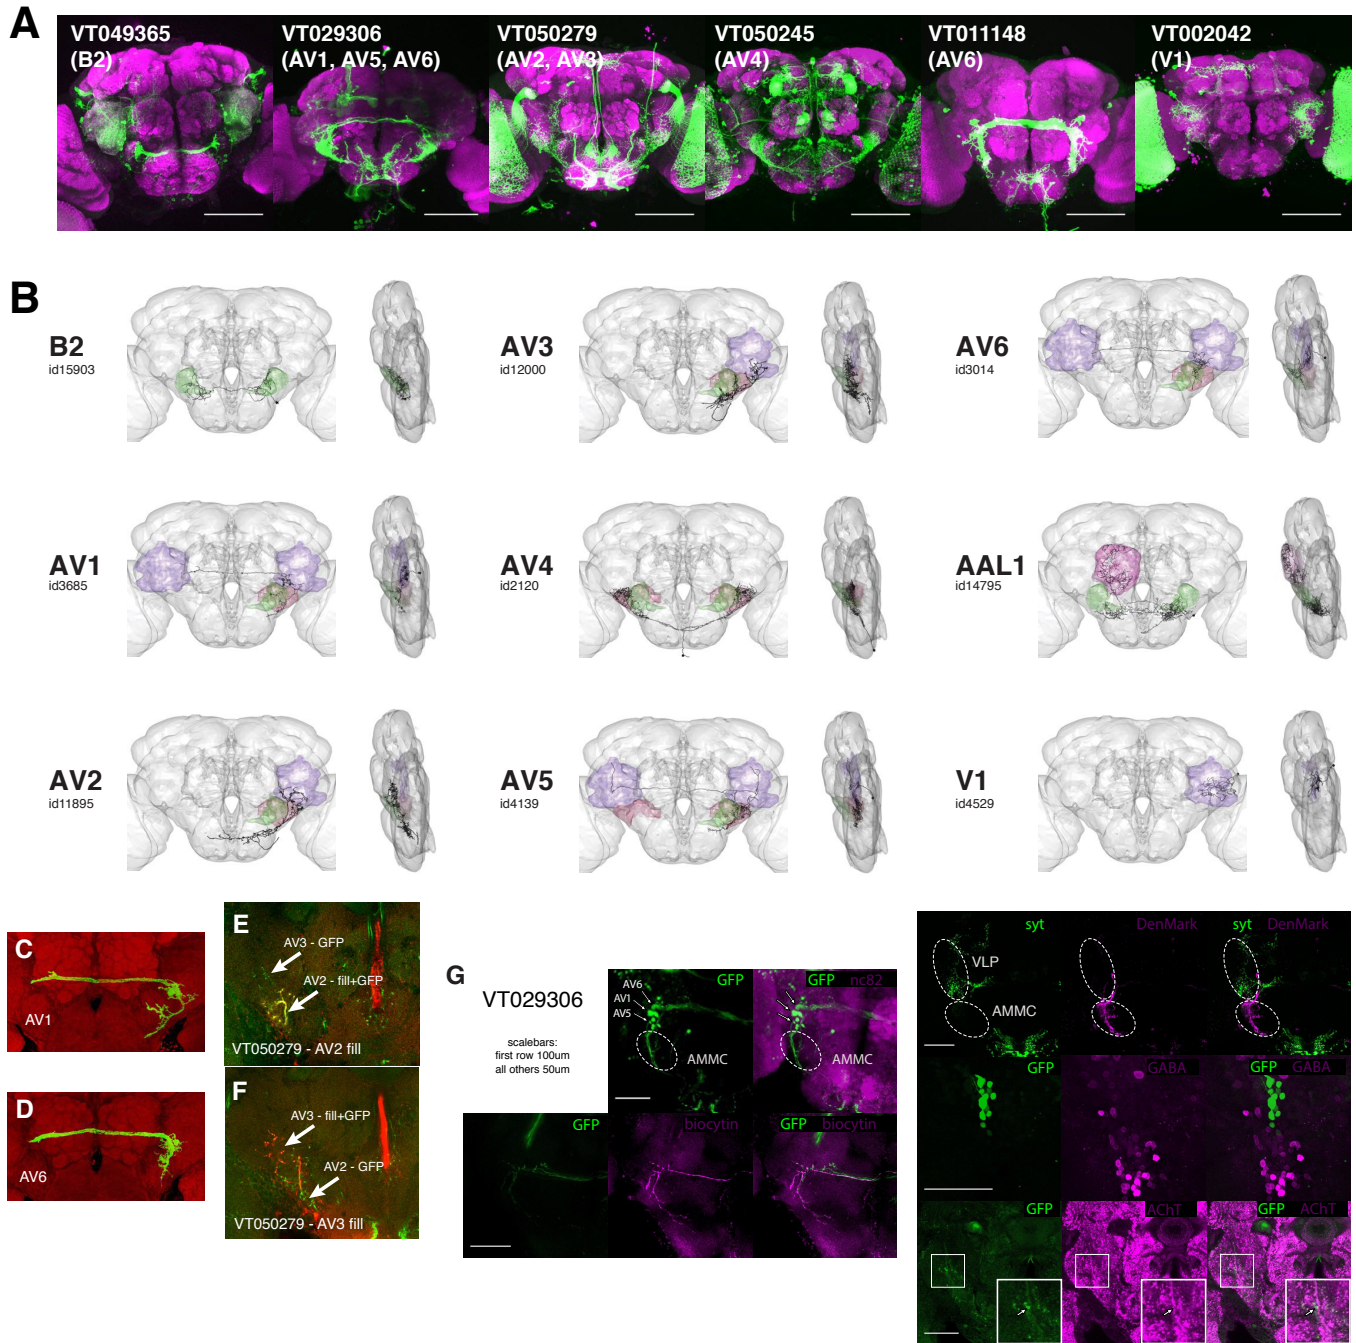 A
VT049365
(B2)
VT029306
(AV1, AV5, AV6)
VT050279
(AV2, AV3)
VT050245
(AV4)
VT011148
(AV6)
VT002042
(V1)
B
B2
id15903
AV3
id12000
AV6
id3014
AV1
id3685
AV4
id2120
AAL1
id14795
AV2
id11895
AV5
id4139
V1
id4529
C
AV1
D
AV6
E
AV3 - GFP
AV2 - fill+GFP
VT050279 - AV2 fill
F
AV3 - fill+GFP
AV2 - GFP
VT050279 - AV3 fill
G
VT029306
scalebars:
first row 100um
all others 50um
GFP
AV6
AV1
AV5
AMMC
GFP nc82
AMMC
GFP
biocytin
GFP biocytin
syt
VLP
AMMC
DenMark
syt DenMark
GFP
GABA
GFP GABA
GFP
AChT
GFP AChT